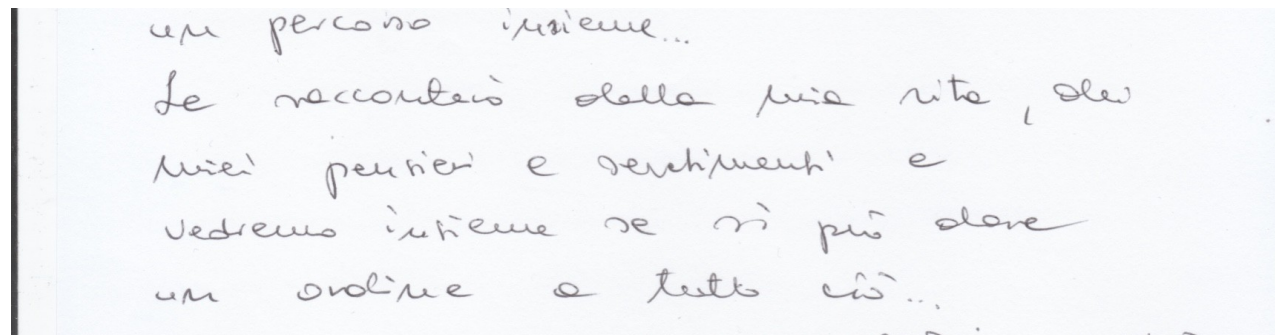 un percorso insieme...
Le racconterò della mia vita, dei
miei pensieri e sentimenti e
vedremo insieme se si può dare
un ordine a tutto ciò...